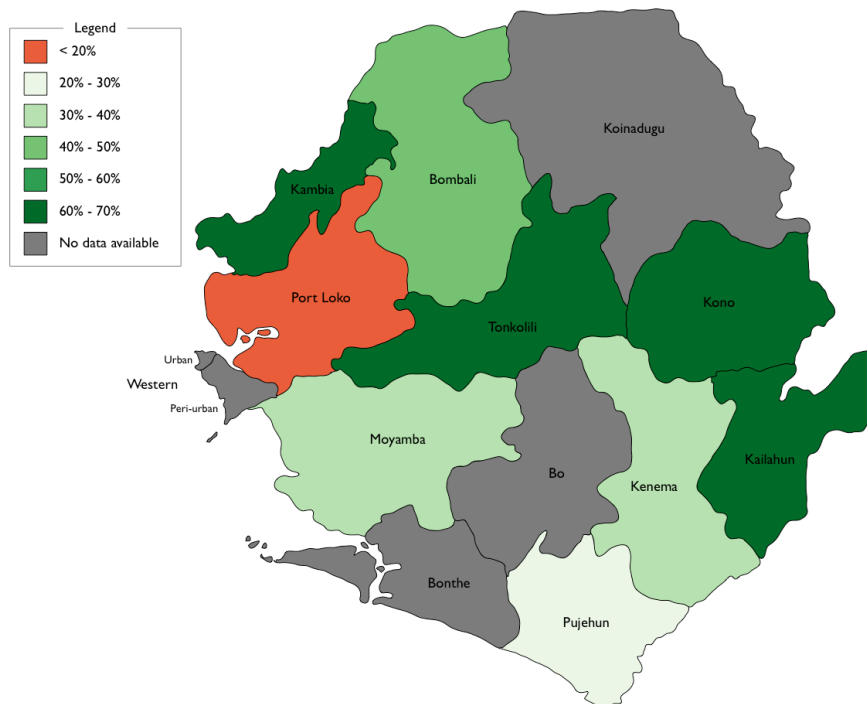 Legend
< 20%
20% - 30%
30% - 40%
40% - 50%
50% - 60%
60% - 70%
No data available
Koinadugu
Bombali
Kambia
Port Loko
Kono
Tonkolili
Urban
Western
Peri-urban
Moyamba
Kailahun
Bo
Kenema
Bonthe
Pujehun